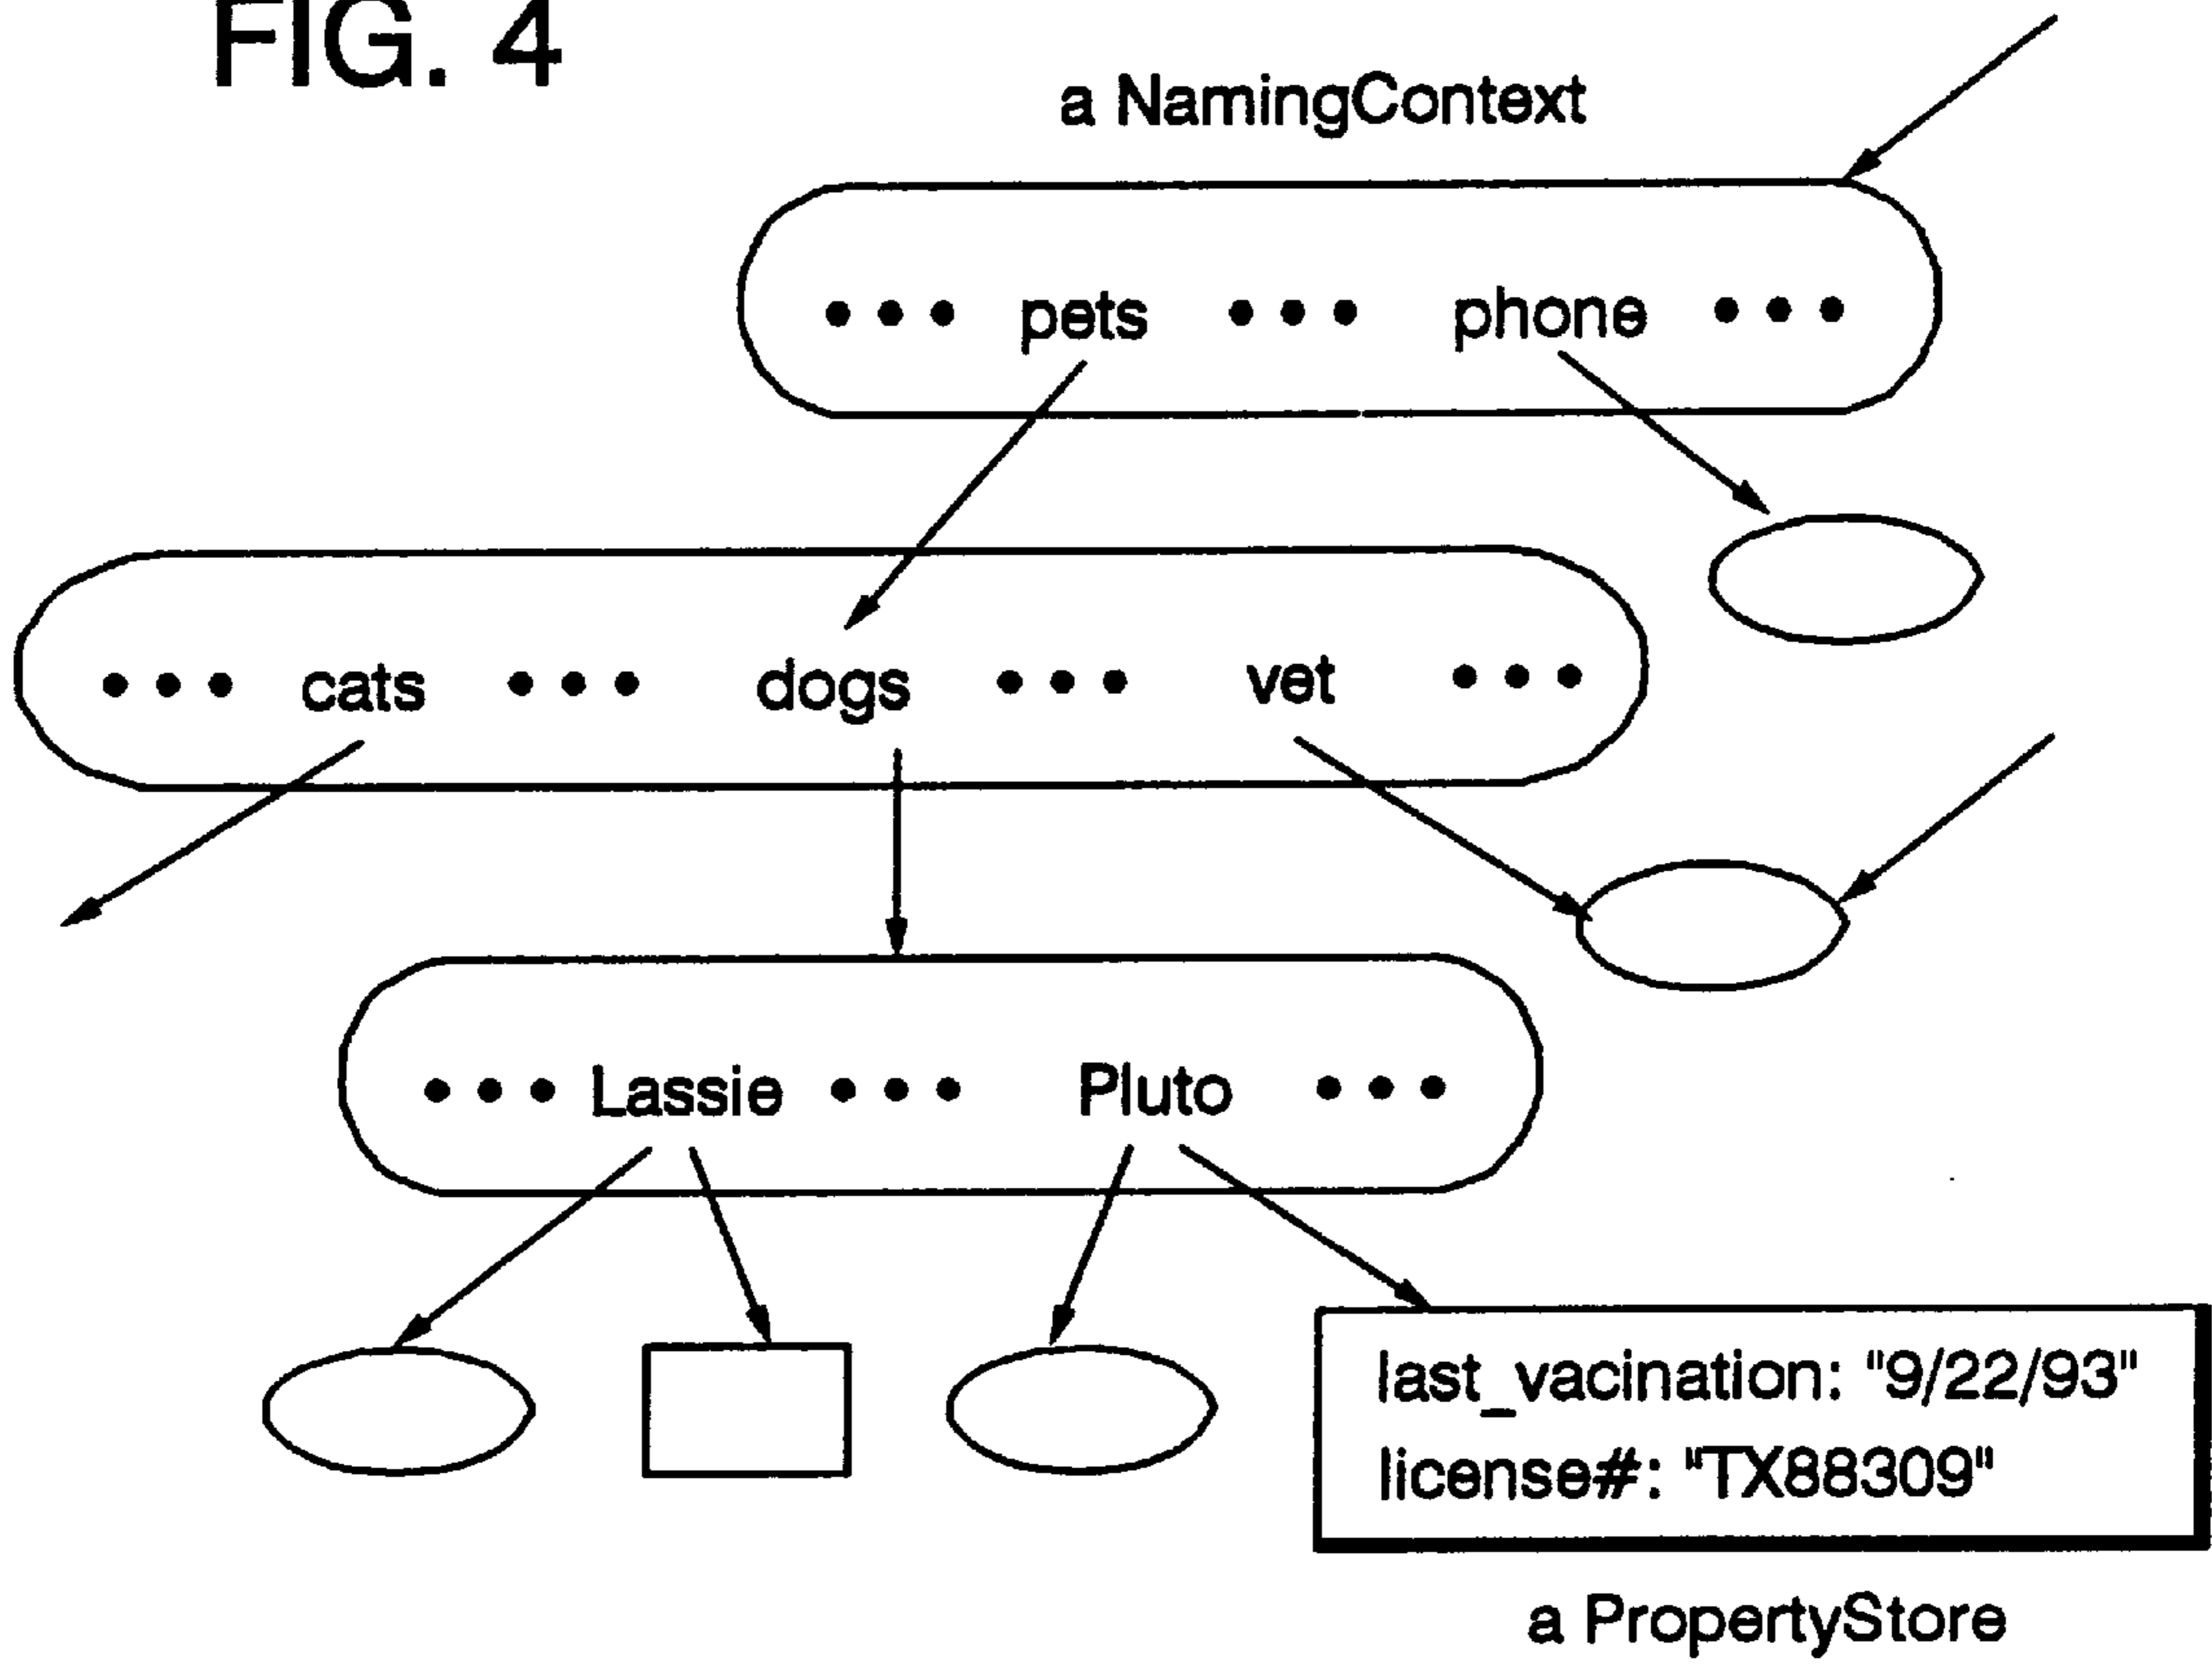 FIG. 4
a NamingContext
••• pets ••• phone •••
••• cats ••• dogs ••• vet •••
••• Lassie ••• Pluto •••
last_vacination: "9/22/93"
license#: "TX88309"
a PropertyStore